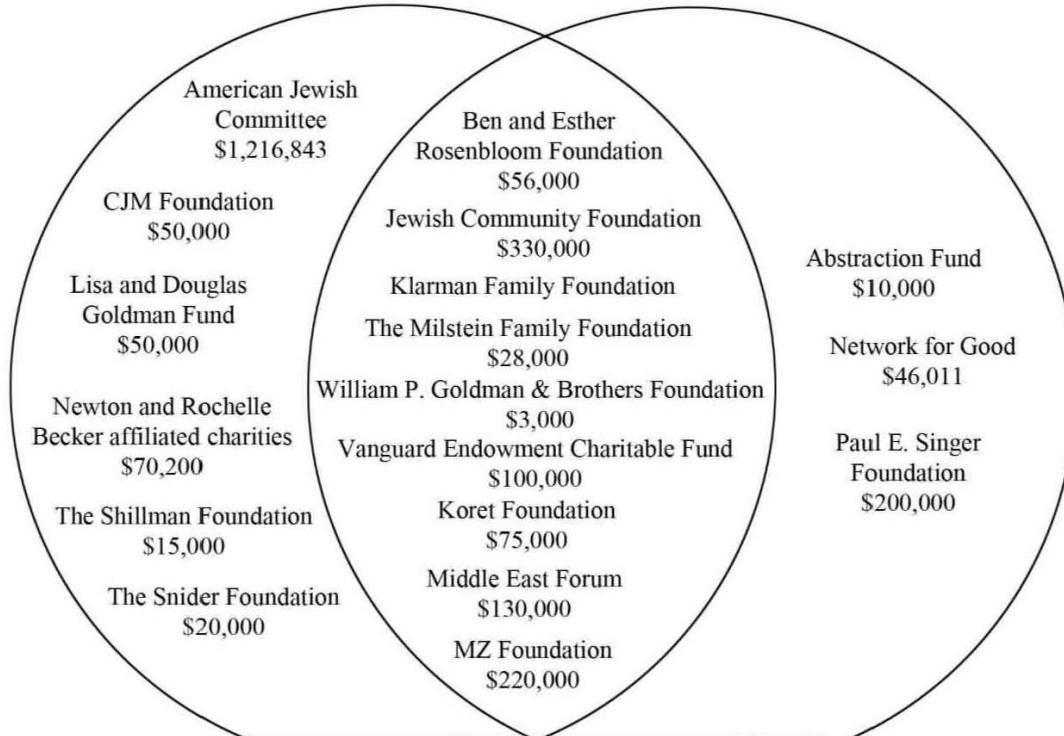 American Jewish
Committee
$1,216,843
CJM Foundation
$50,000
Lisa and Douglas
Goldman Fund
$50,000
Newton and Rochelle
Becker affiliated charities
$70,200
The Shillman Foundation
$15,000
The Snider Foundation
$20,000
Ben and Esther
Rosenbloom Foundation
$56,000
Jewish Community Foundation
$330,000
Klarman Family Foundation
The Milstein Family Foundation
$28,000
William P. Goldman & Brothers Foundation
$3,000
Vanguard Endowment Charitable Fund
$100,000
Koret Foundation
$75,000
Middle East Forum
$130,000
MZ Foundation
$220,000
Abstraction Fund
$10,000
Network for Good
$46,011
Paul E. Singer
Foundation
$200,000